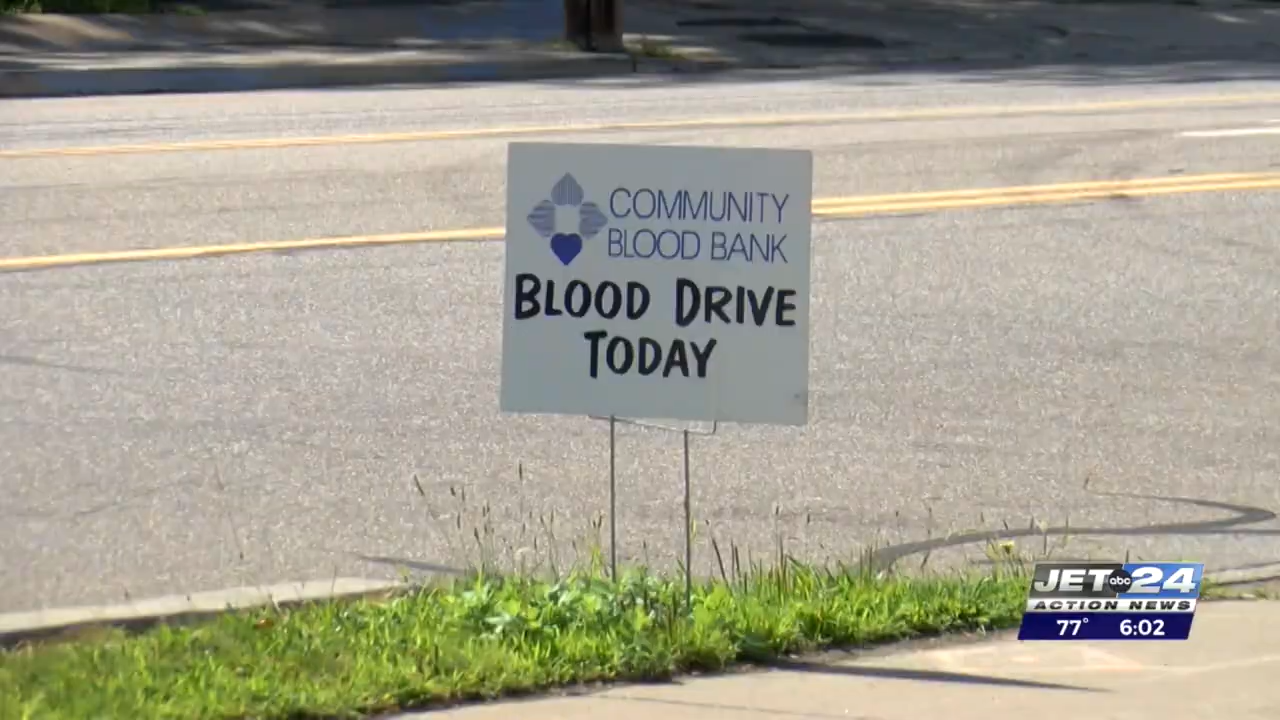 COMMUNITY
BLOOD BANK
BLOOD DRIVE
TODAY
JET abc 24
ACTION NEWS
77° 6:02